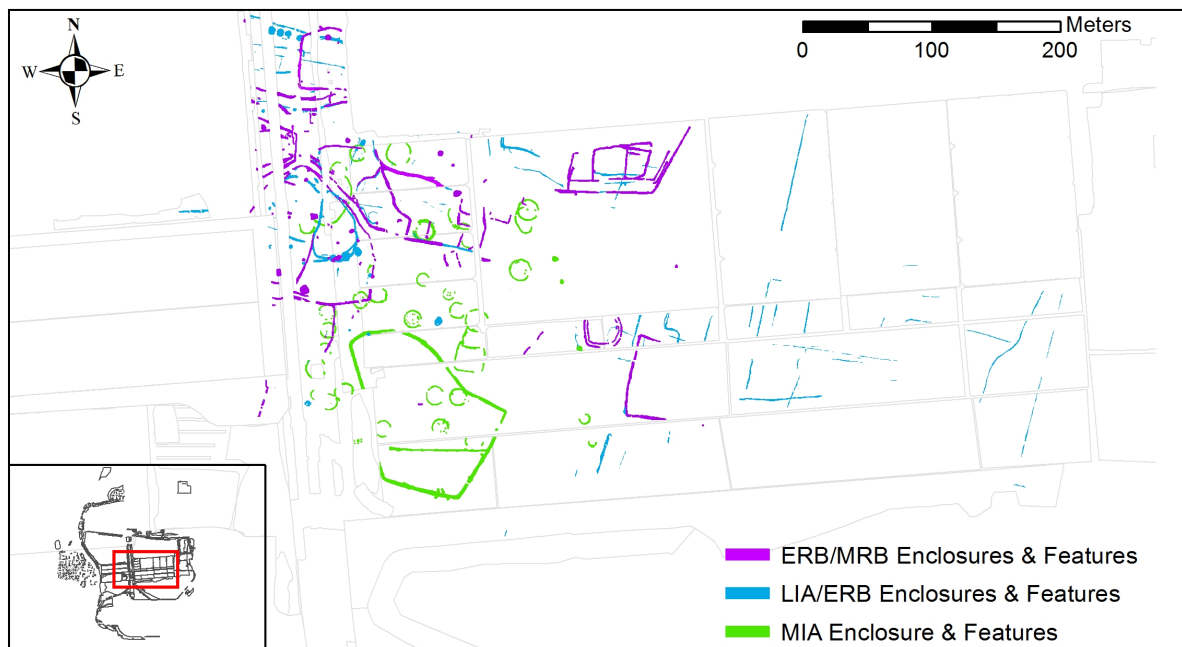 N
W E
S
Meters
0 100 200
ERB/MRB Enclosures & Features
LIA/ERB Enclosures & Features
MIA Enclosure & Features